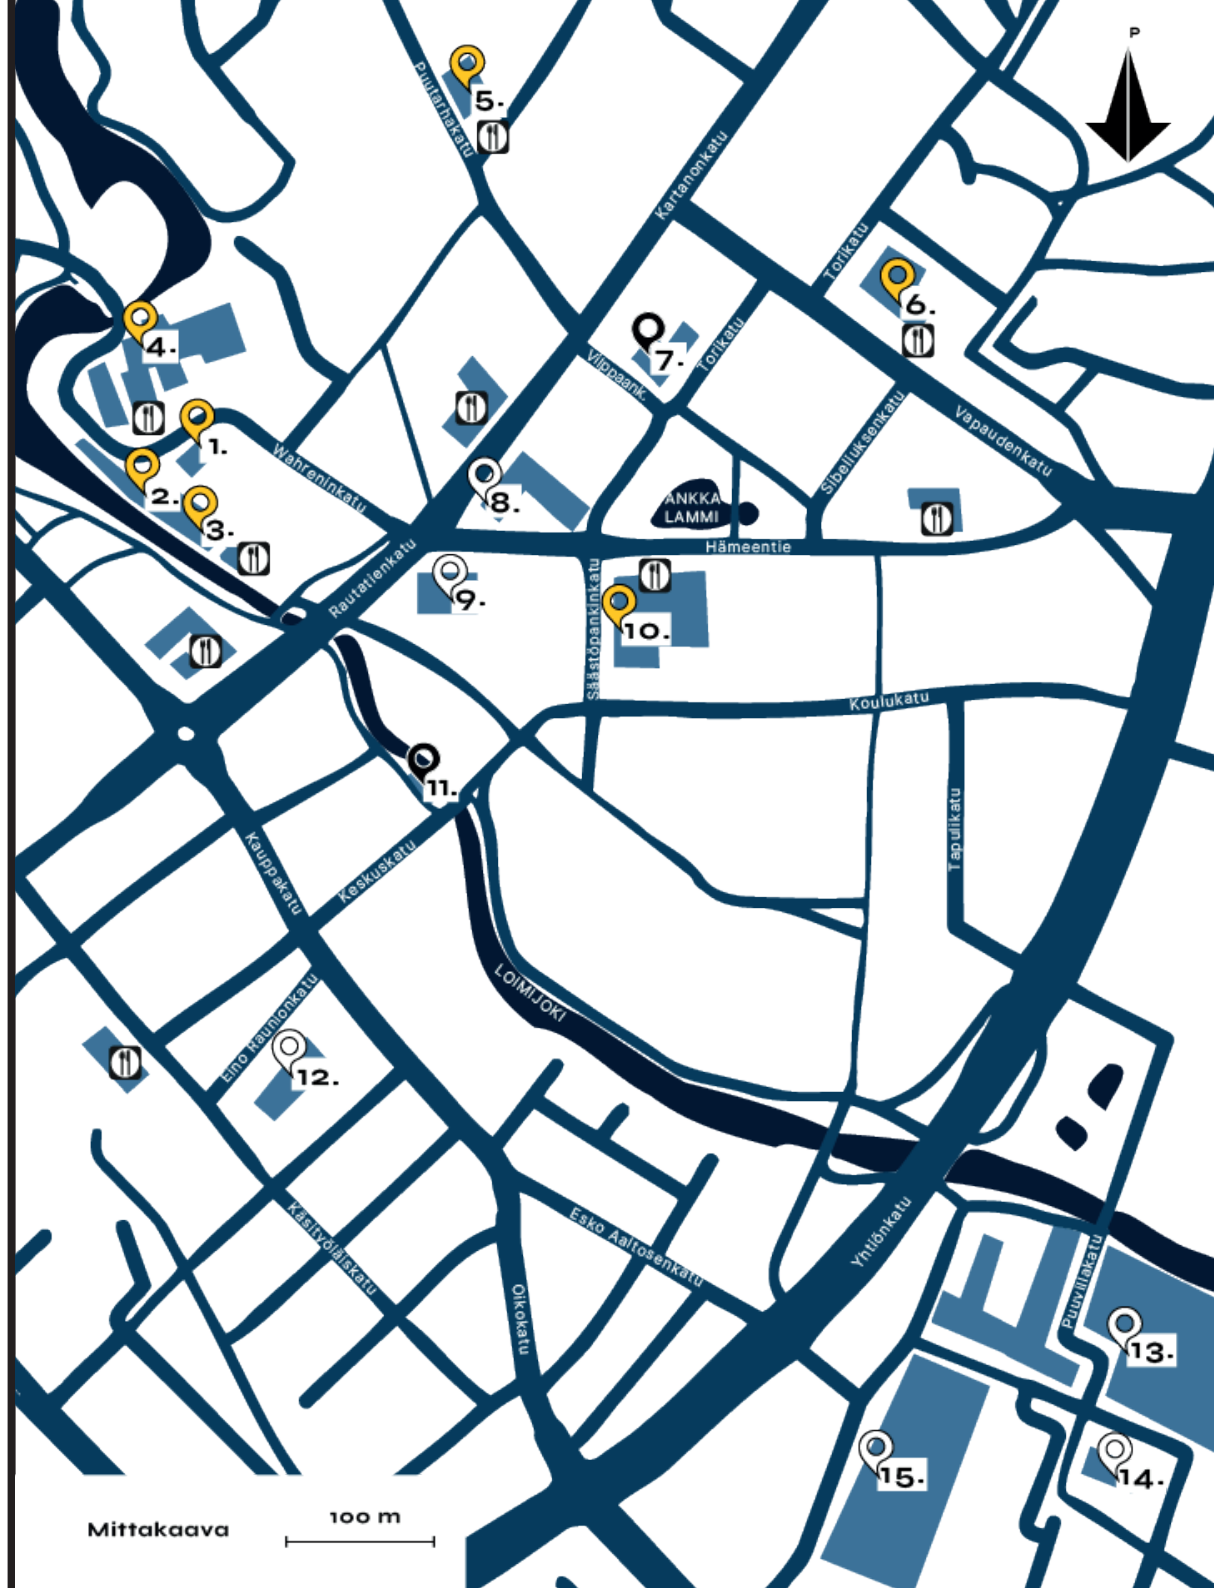 P
Puutarhakatu
5.
Kartanonkatu
Torikatu
6.
4.
7.
Torikatu
Vilppaank.
1.
Wahreninkatu
Sibeliuksenkatu
Vapaudenkatu
2.
3.
8.
ANKKA
LAMMI
Hämeentie
Rautatienkatu
9.
Säästöpankinkatu
10.
Koulukatu
11.
Tapulikatu
Kauppakatu
Keskuskatu
LOIMIJOKI
Eino Raunionkatu
12.
Käsityöläiskatu
Esko Aaltosenkatu
Yhtiönkatu
Oikokatu
Puuvillakatu
13.
15.
14.
Mittakaava
100 m